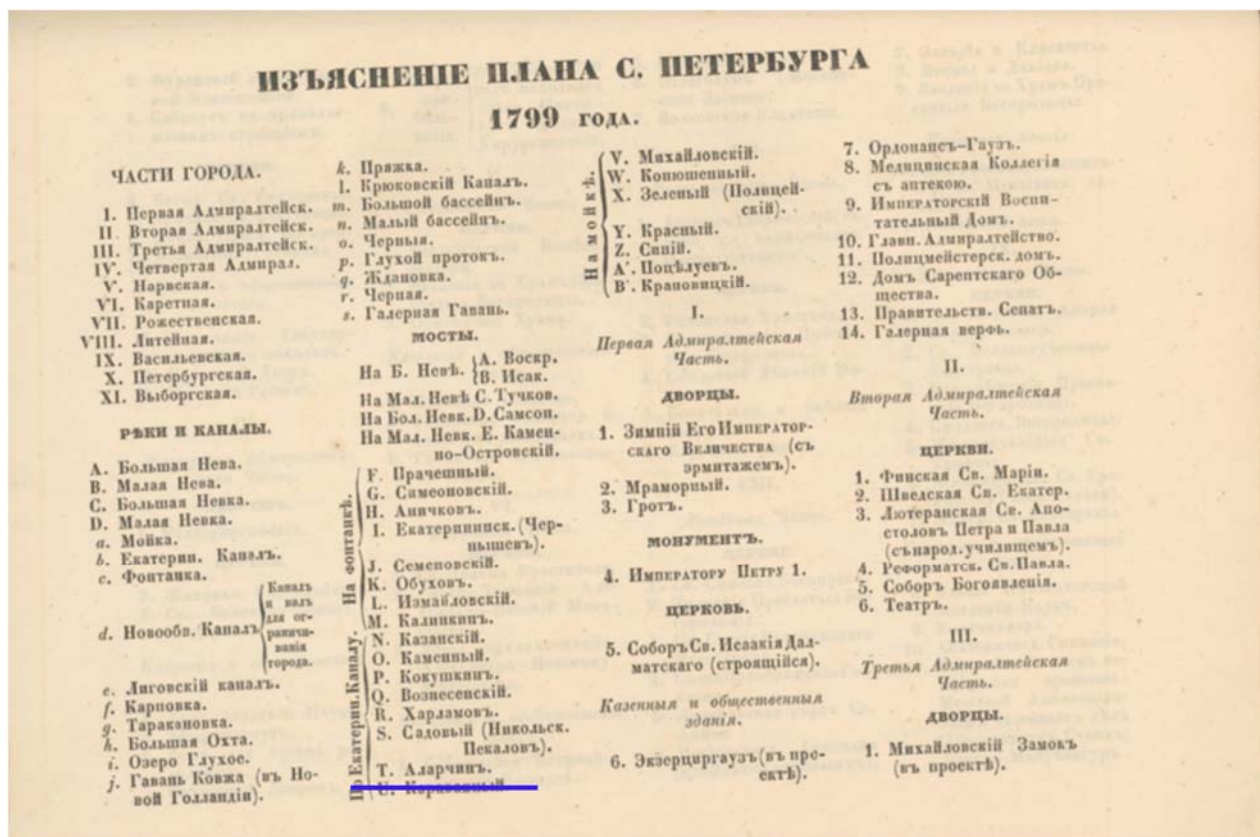 ИЗЪЯСНЕНІЕ ПЛАНА С. ПЕТЕРБУРГА
1799 ГОДА.
ЧАСТИ ГОРОДА.
I. Первая Адмиралтейск.
II. Вторая Адмиралтейск.
III. Третья Адмиралтейск.
IV. Четвертая Адмирал.
V. Нарвская.
VI. Каретная.
VII. Рожественская.
VIII. Литейная.
IX. Васильевская.
X. Петербургская.
XI. Выборгская.
РѢКИ И КАНАЛЫ.
A. Большая Нева.
B. Малая Нева.
C. Большая Невка.
D. Малая Невка.
a. Мойка.
b. Екатерин. Каналъ.
c. Фонтанка.
d. Новообв. Каналъ
Каналъ
и валъ
для ог-
раничи-
ванія
города.
e. Лиговскій каналъ.
f. Карповка.
g. Таракановка.
h. Большая Охта.
i. Озеро Глухое.
j. Гавань Ковжа (въ Но-
вой Голландіи).
k. Пряжка.
l. Крюковскій Каналъ.
m. Большой бассейнъ.
n. Малый бассейнъ.
o. Черныя.
p. Глухой протокъ.
q. Ждановка.
r. Черная.
s. Галерная Гавань.
МОСТЫ.
На Б. Невѣ.
A. Воскр.
B. Исак.
На Мал. Невѣ С. Тучков.
На Бол. Невк. D. Самсон.
На Мал. Невк. Е. Камен-
но-Островскій.
На Фонтанкѣ.
F. Прачешный.
G. Симеоновскій.
H. Аничковъ.
I. Екатерининск. (Чер-
нышевъ).
J. Семеновскій.
K. Обуховъ.
L. Измайловскій.
M. Калинкинъ.
По Екатерин. Каналу.
N. Казанскій.
O. Каменный.
P. Кокушкинъ.
Q. Вознесенскій.
R. Харламовъ.
S. Садовый (Никольск.
Пекаловъ).
T. Аларчинъ.
U.
На Мойкѣ.
V. Михайловскій.
W. Конюшенный.
X. Зеленый (Полицей-
скій).
Y. Красный.
Z. Синій.
A'. Поцѣлуевъ.
B'. Краповицкій.
I.
Первая Адмиралтейская
Часть.
ДВОРЦЫ.
1. Зимній Его Император-
скаго Величества (съ
эрмитажемъ).
2. Мраморный.
3. Гротъ.
МОНУМЕНТЪ.
4. Императору Петру 1.
ЦЕРКОВЬ.
5. Соборъ Св. Исаакія Дал-
матскаго (строящійся).
Казенныя и общественныя
зданія.
6. Экзерциргаузъ (въ про-
ектѣ).
7. Ордонансъ-Гаузъ.
8. Медицинская Коллегія
съ аптекою.
9. Императорскій Воспи-
тательный Домъ.
10. Главн. Адмиралтейство.
11. Полицмейстерск. домъ.
12. Домъ Сарептскаго Об-
щества.
13. Правительств. Сенатъ.
14. Галерная верфь.
II.
Вторая Адмиралтейская
Часть.
ЦЕРКВИ.
1. Финская Св. Маріи.
2. Шведская Св. Екатер.
3. Лютеранская Св. Апо-
столовъ Петра и Павла
(съ народ. училищемъ).
4. Реформатск. Св. Павла.
5. Соборъ Богоявленія.
6. Театръ.
III.
Третья Адмиралтейская
Часть.
ДВОРЦЫ.
1. Михайловскій Замокъ
(въ проектѣ).